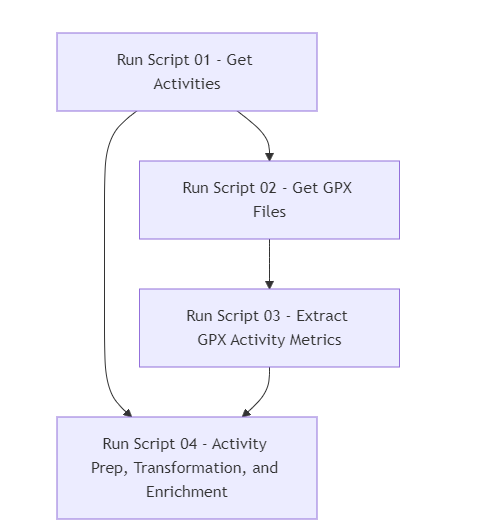 Run Script 01 - Get
Activities
Run Script 02 - Get GPX
Files
Run Script 03 - Extract
GPX Activity Metrics
Run Script 04 - Activity
Prep, Transformation, and
Enrichment